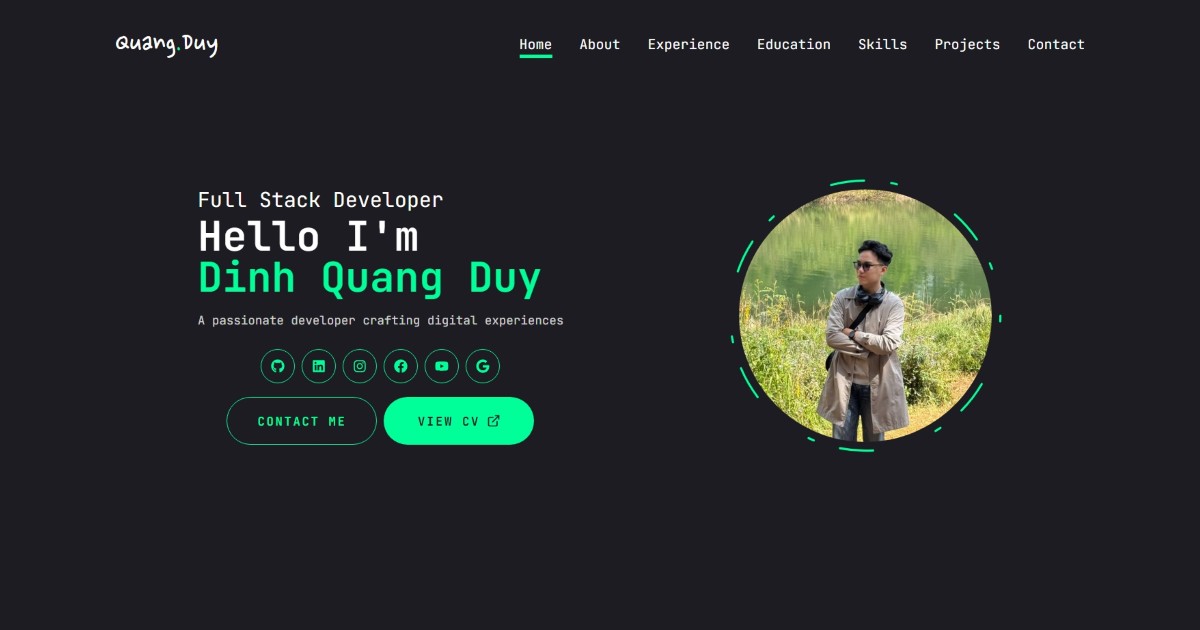 Quang.Duy
Home About Experience Education Skills Projects Contact
Full Stack Developer
Hello I'm
Dinh Quang Duy
A passionate developer crafting digital experiences
CONTACT ME
VIEW CV